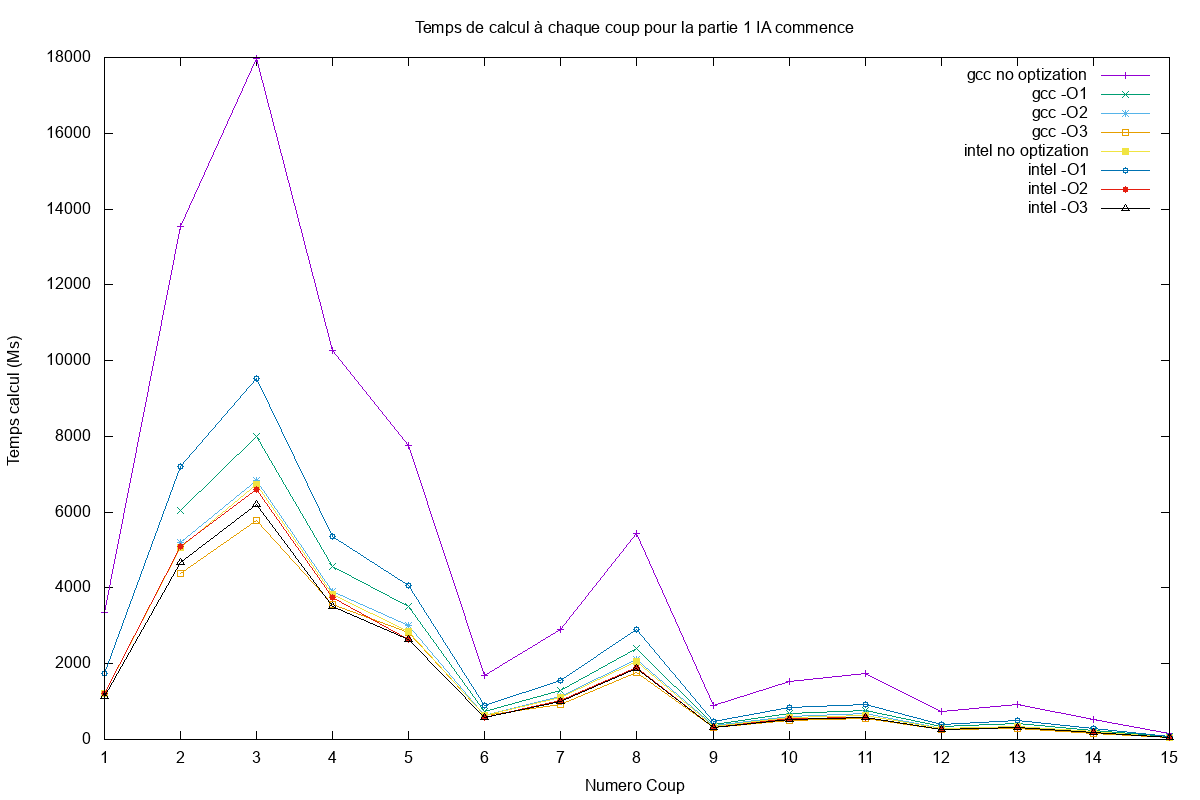 Temps de calcul à chaque coup pour la partie 1 IA commence
18000
16000
14000
12000
10000
8000
6000
4000
2000
0
Temps calcul (Ms)
gcc no optization
gcc -O1
gcc -O2
gcc -O3
intel no optization
intel -O1
intel -O2
intel -O3
1 2 3 4 5 6 7 8 9 10 11 12 13 14 15
Numero Coup